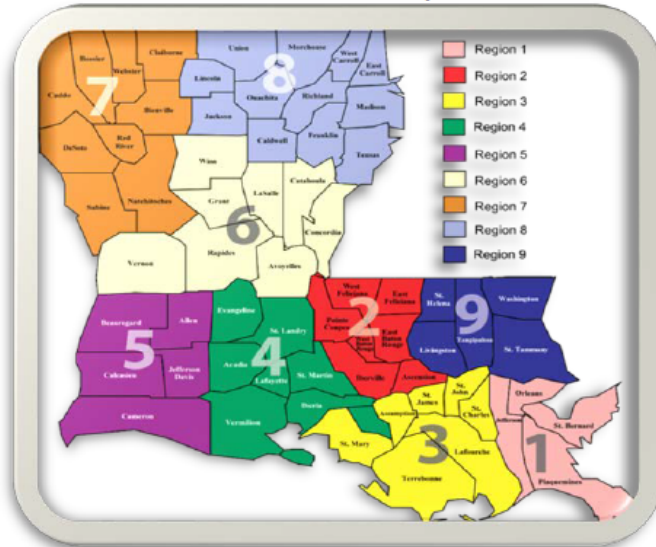 Bossier
Claiborne
Union
Morehouse
West
Carroll
East
Carroll
Webster
Caddo
7
Lincoln
8
Ouachita
Richland
Madison
Bienville
Jackson
DeSoto
Red
River
Caldwell
Franklin
Tensas
Winn
Sabine
Natchitoches
Grant
LaSalle
Catahoula
6
Concordia
Vernon
Rapides
Avoyelles
Beauregard
Allen
Evangeline
St. Landry
5
4
Calcasieu
Jefferson
Davis
Acadia
Lafayette
St. Martin
Cameron
Vermilion
Iberia
West
Feliciana
East
Feliciana
2
Pointe
Coupee
East
Baton
Rouge
Iberville
Ascension
St.
Helena
Washington
9
Tangipahoa
Livingston
St. Tammany
Assumption
St.
James
St.
John
St.
Charles
St. Mary
3
Lafourche
Terrebonne
Orleans
Jefferson
St. Bernard
1
Plaquemines
Region 1
Region 2
Region 3
Region 4
Region 5
Region 6
Region 7
Region 8
Region 9